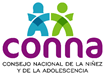 conna
CONSEJO NACIONAL DE LA NIÑEZ
Y DE LA ADOLESCENCIA